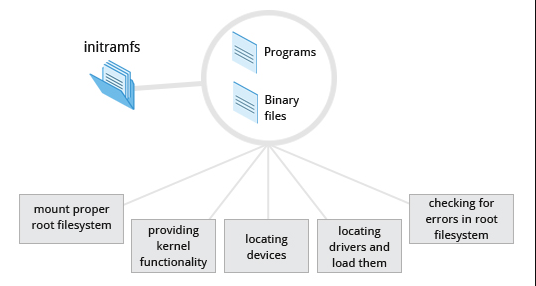 initramfs
Programs
Binary
files
mount proper
root filesystem
providing
kernel
functionality
locating
devices
locating
drivers and
load them
checking for
errors in root
filesystem